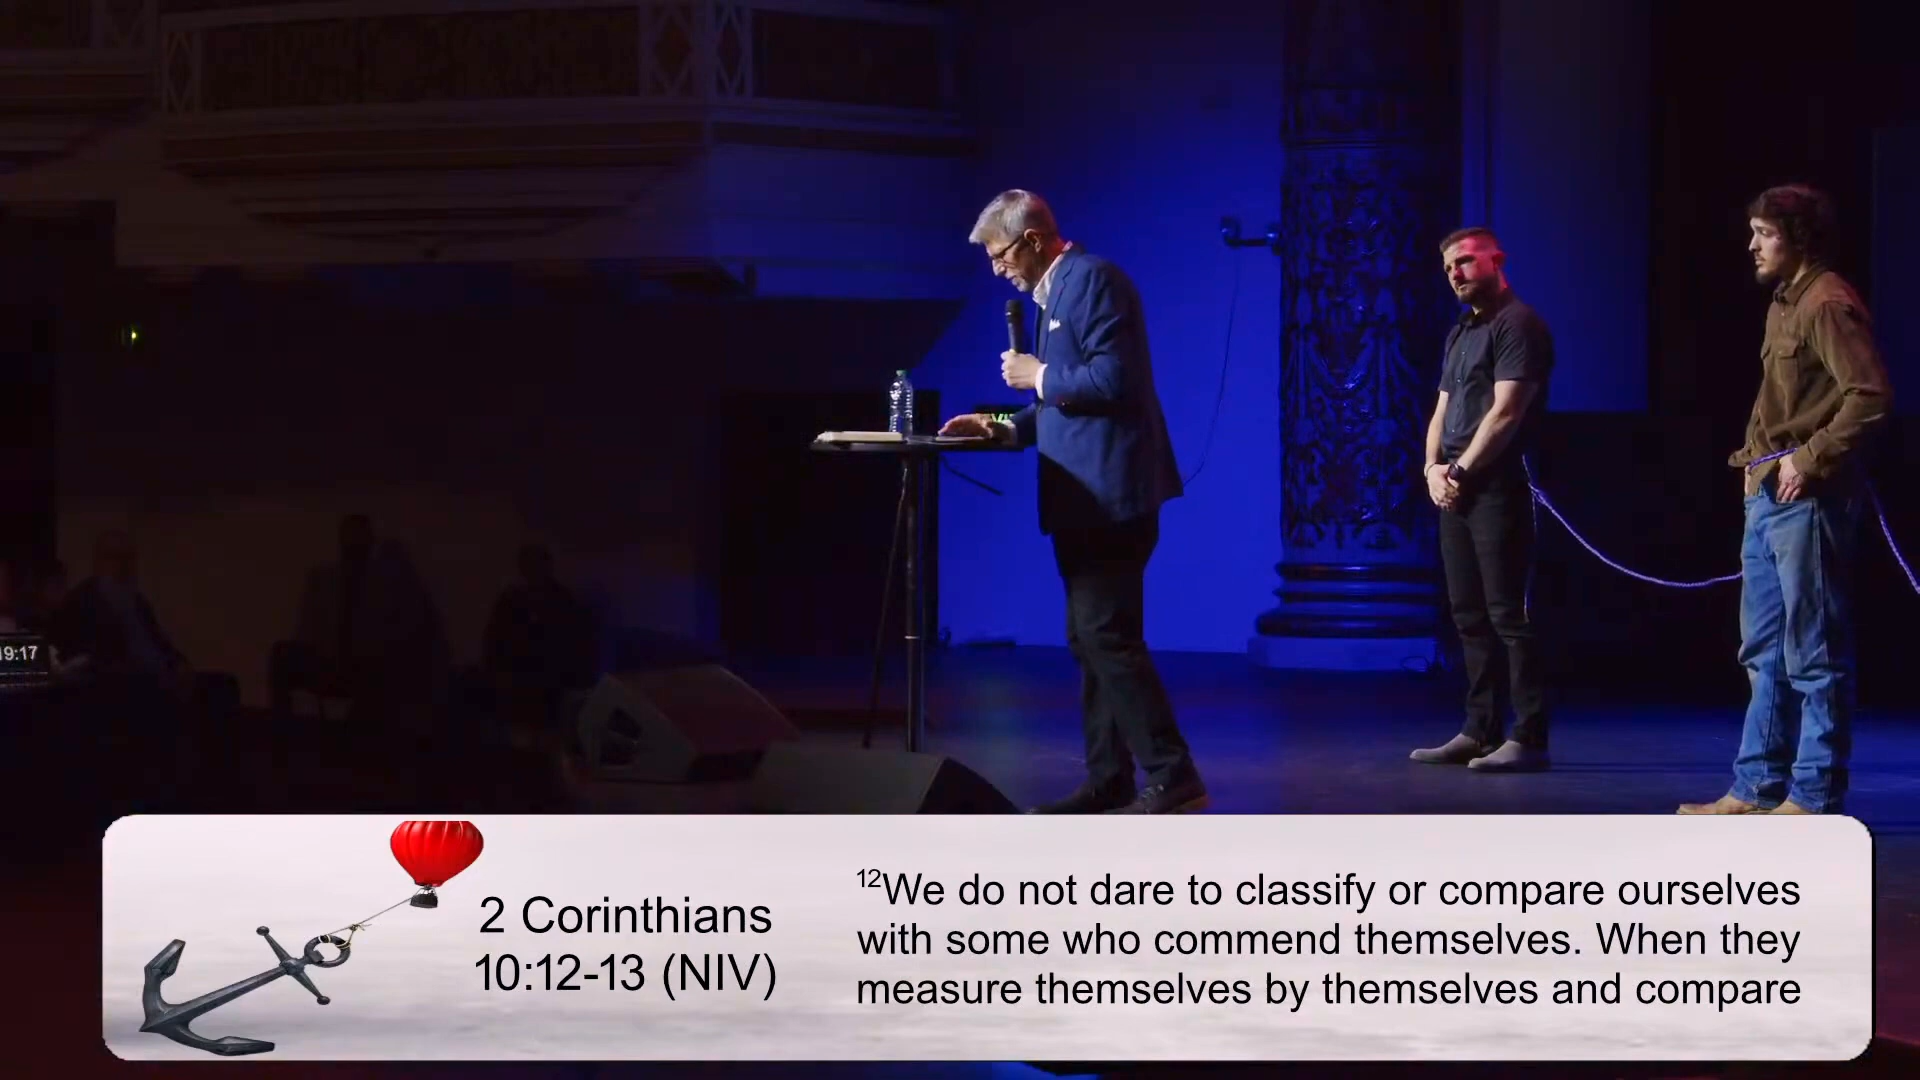 19:17
2 Corinthians
10:12-13 (NIV)
12We do not dare to classify or compare ourselves
with some who commend themselves. When they
measure themselves by themselves and compare